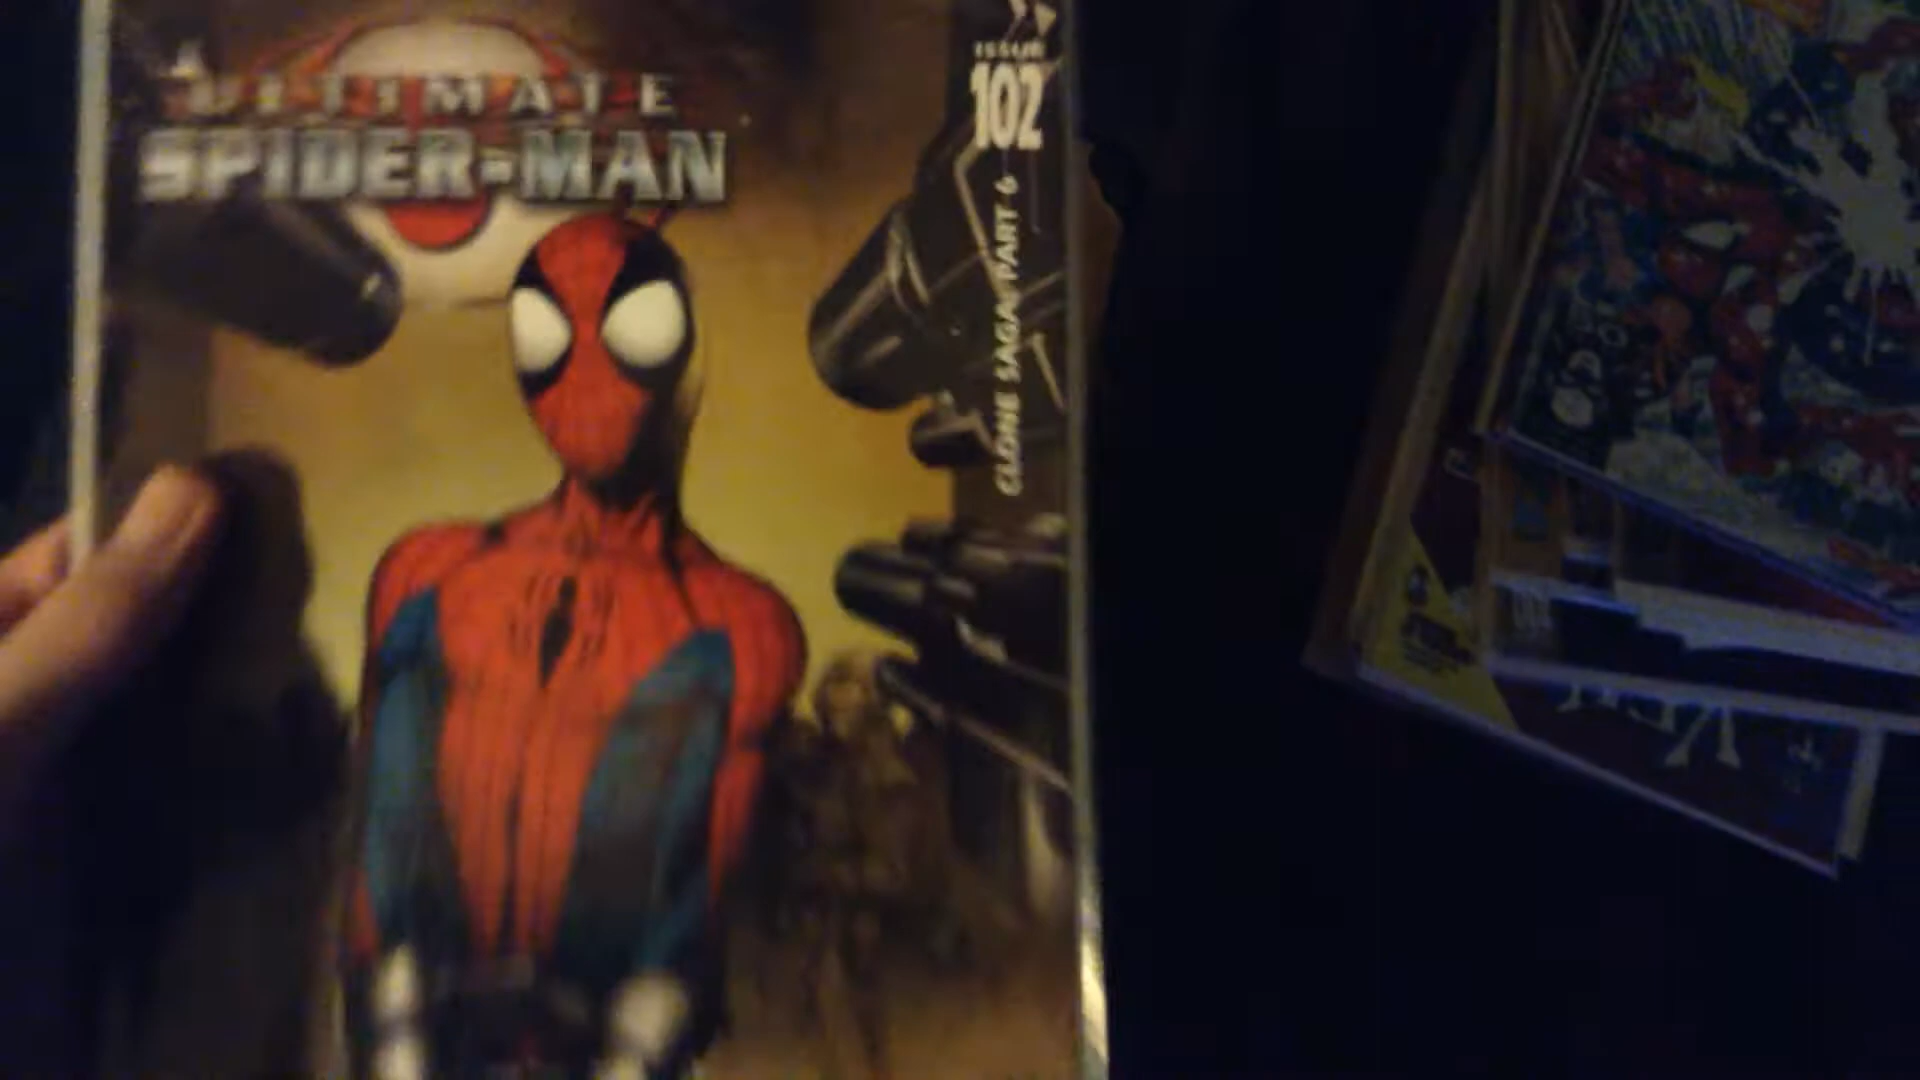 ULTIMATE
SPIDER-MAN
ISSUE
102
CLONE SAGA PART 6